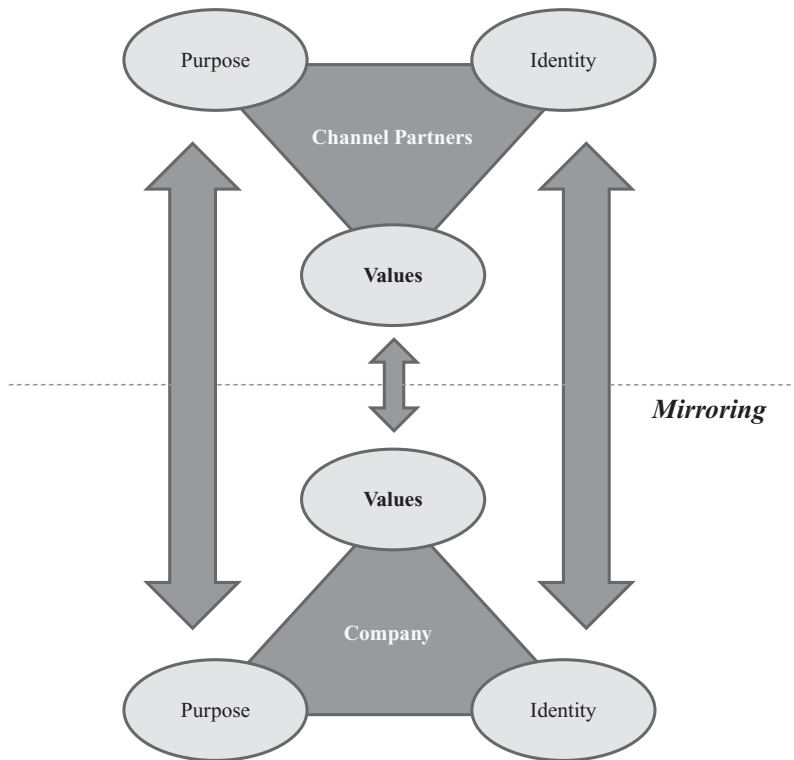 Purpose
Identity
Channel Partners
Values
Mirroring
Values
Company
Purpose
Identity